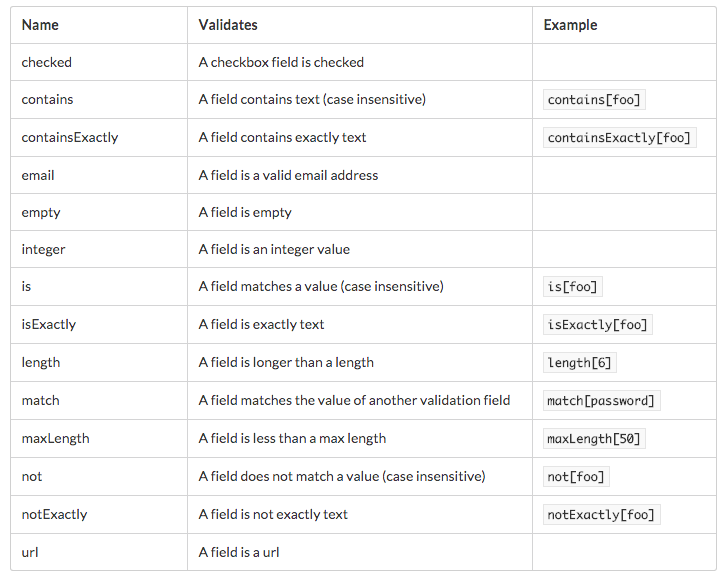 Name Validates Example
checked A checkbox field is checked
contains A field contains text (case insensitive) contains[foo]
containsExactly A field contains exactly text containsExactly[foo]
email A field is a valid email address
empty A field is empty
integer A field is an integer value
is A field matches a value (case insensitive) is[foo]
isExactly A field is exactly text isExactly[foo]
length A field is longer than a length length[6]
match A field matches the value of another validation field match[password]
maxLength A field is less than a max length maxLength[50]
not A field does not match a value (case insensitive) not[foo]
notExactly A field is not exactly text notExactly[foo]
url A field is a url